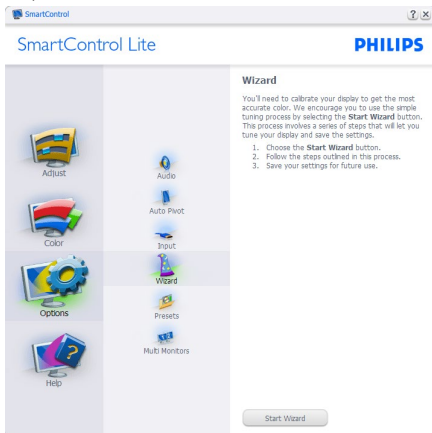 SmartControl
? X
SmartControl Lite
PHILIPS
Adjust
Color
Options
Help
Audio
Auto Pivot
Input
Wizard
Presets
Multi Monitors
Wizard
You'll need to calibrate your display to get the most
accurate color. We encourage you to use the simple
tuning process by selecting the Start Wizard button.
This process involves a series of steps that will let you
tune your display and save the settings.
1. Choose the Start Wizard button.
2. Follow the steps outlined in this process.
3. Save your settings for future use.
Start Wizard